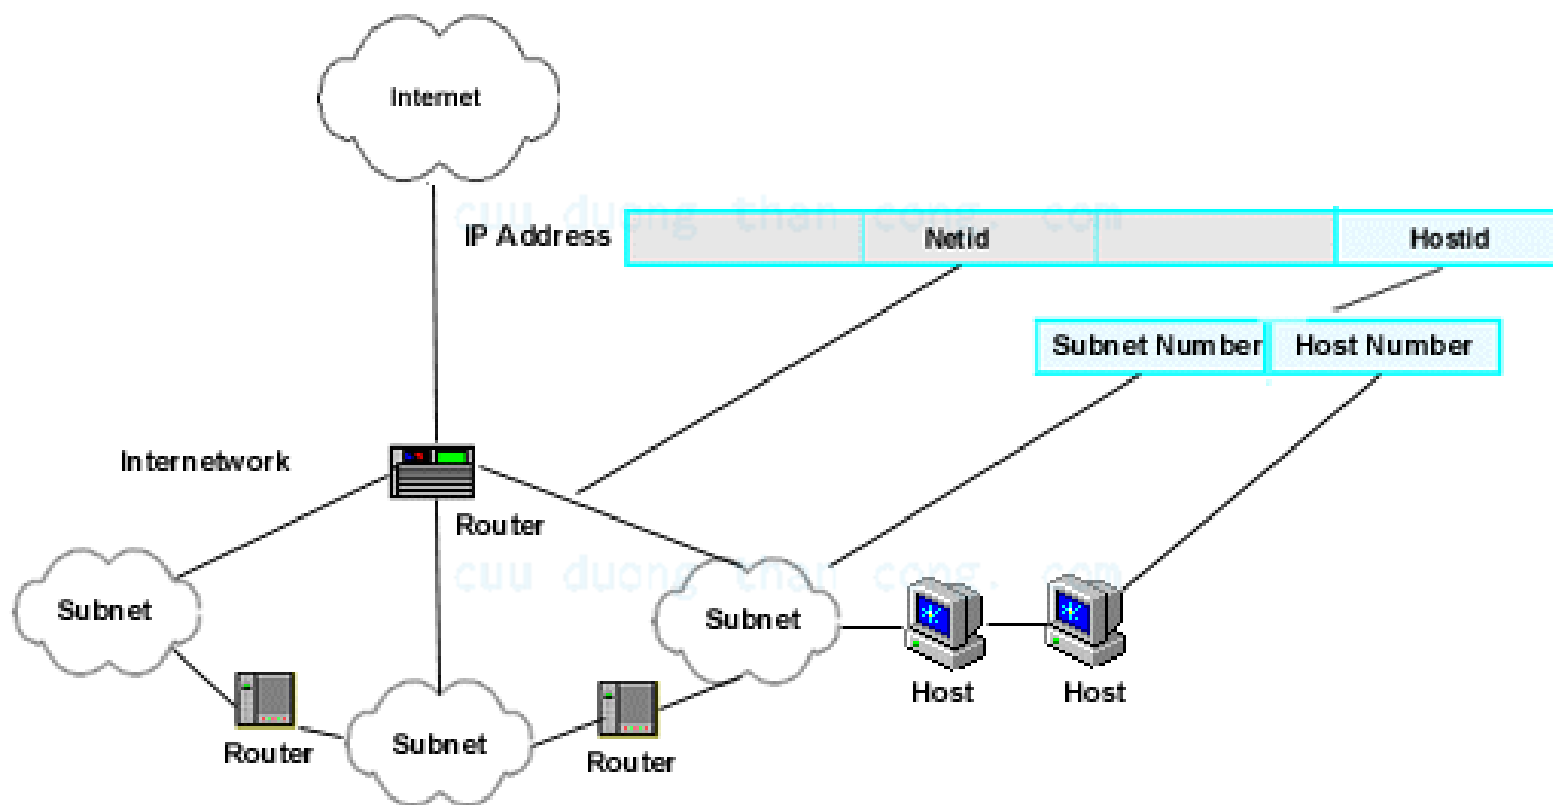 Internet
cuu duong than cong. com
IP Address
Netid
Hostid
Subnet Number
Host Number
Internetwork
Router
cuu duong than cong. com
Subnet
Subnet
Host
Host
Router
Subnet
Router